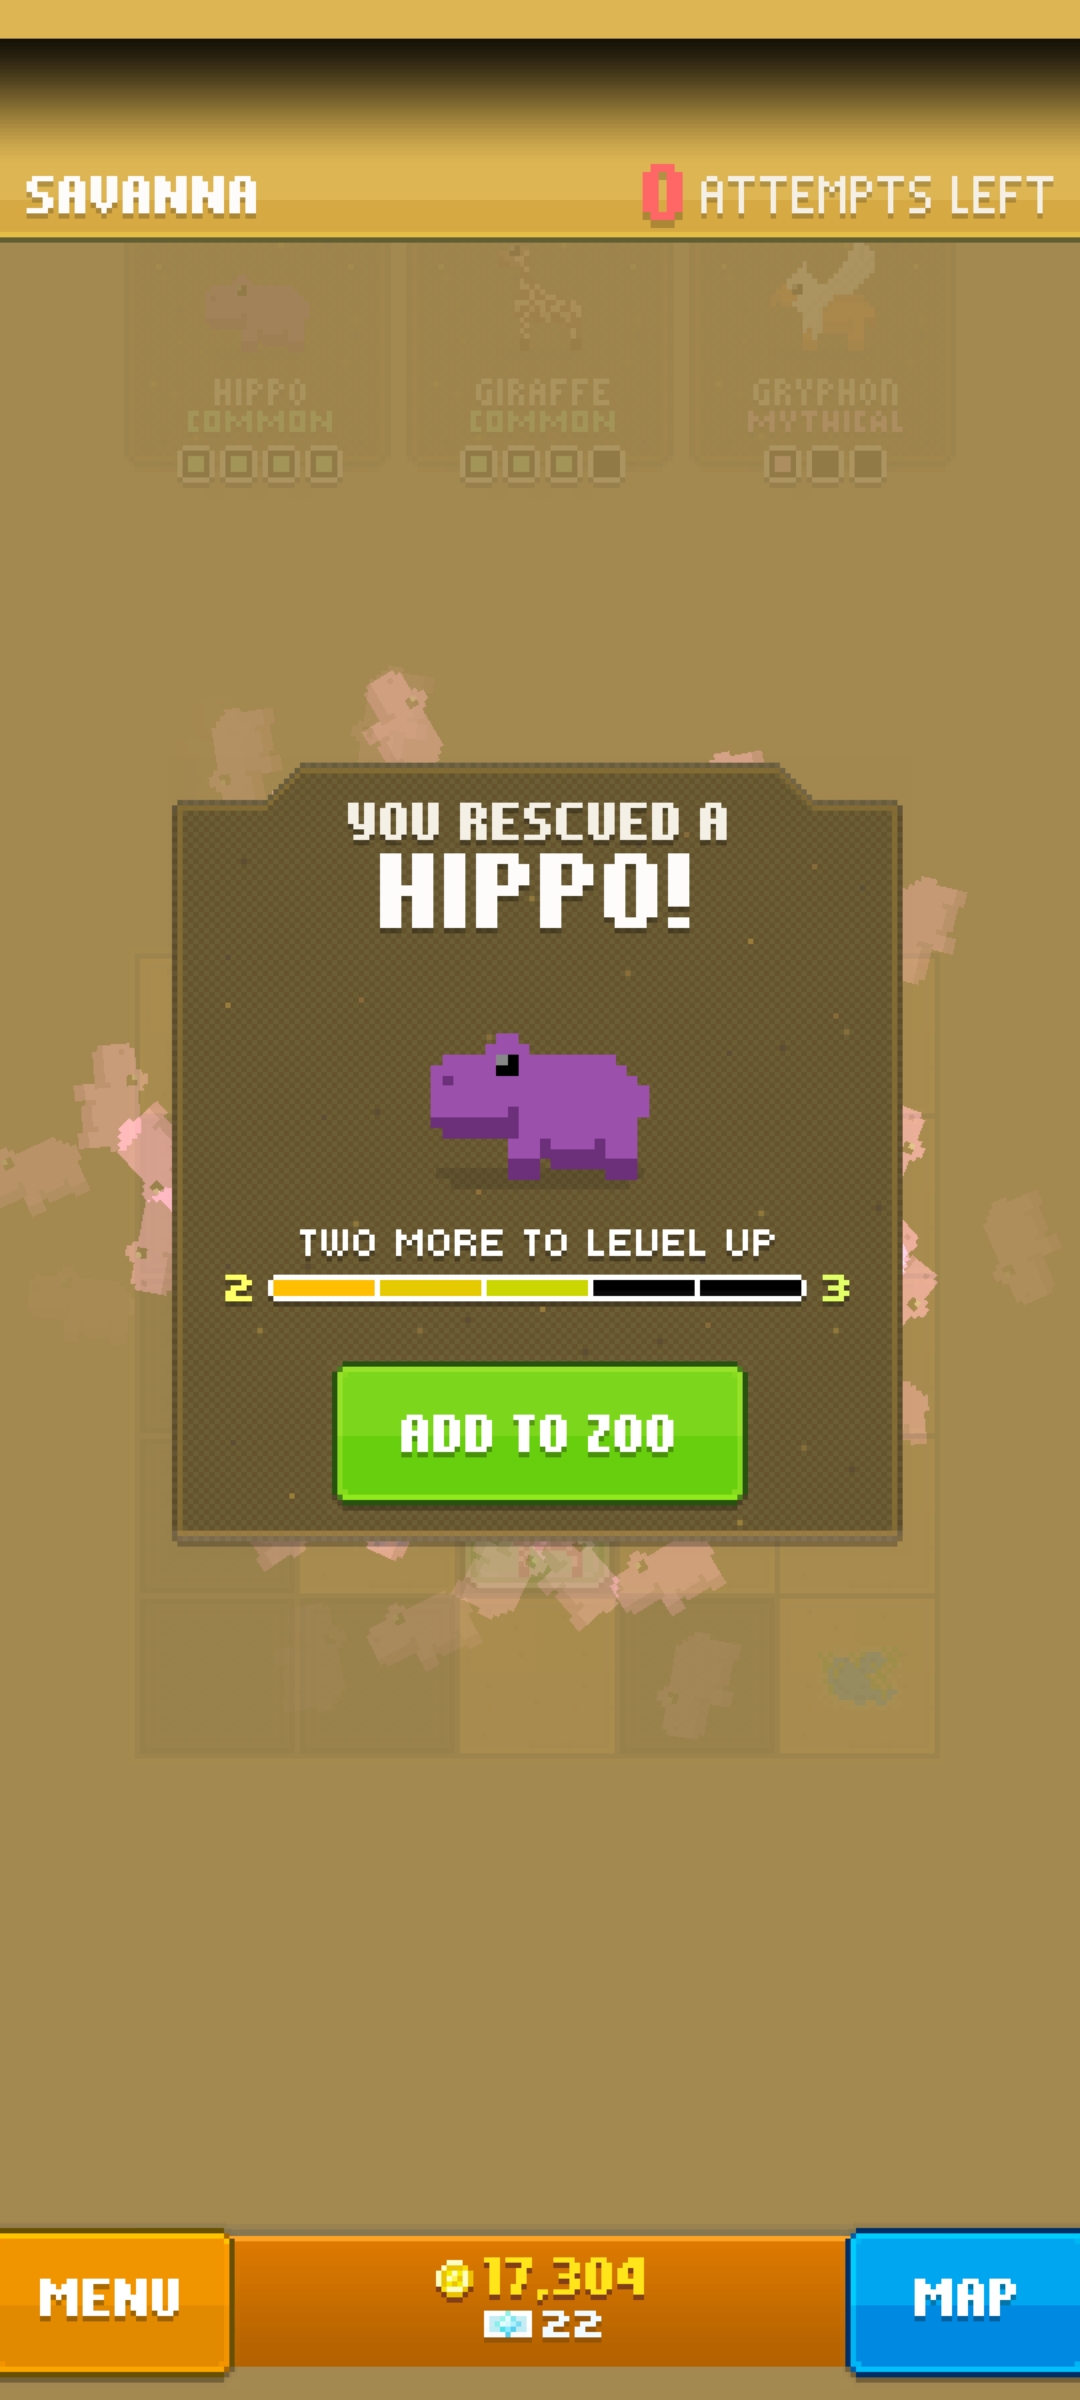 SAVANNA
0 ATTEMPTS LEFT
HIPPO
COMMON
GIRAFFE
COMMON
GRYPHON
MYTHICAL
YOU RESCUED A
HIPPO!
TWO MORE TO LEVEL UP
2
3
ADD TO ZOO
MENU
17,304
22
MAP